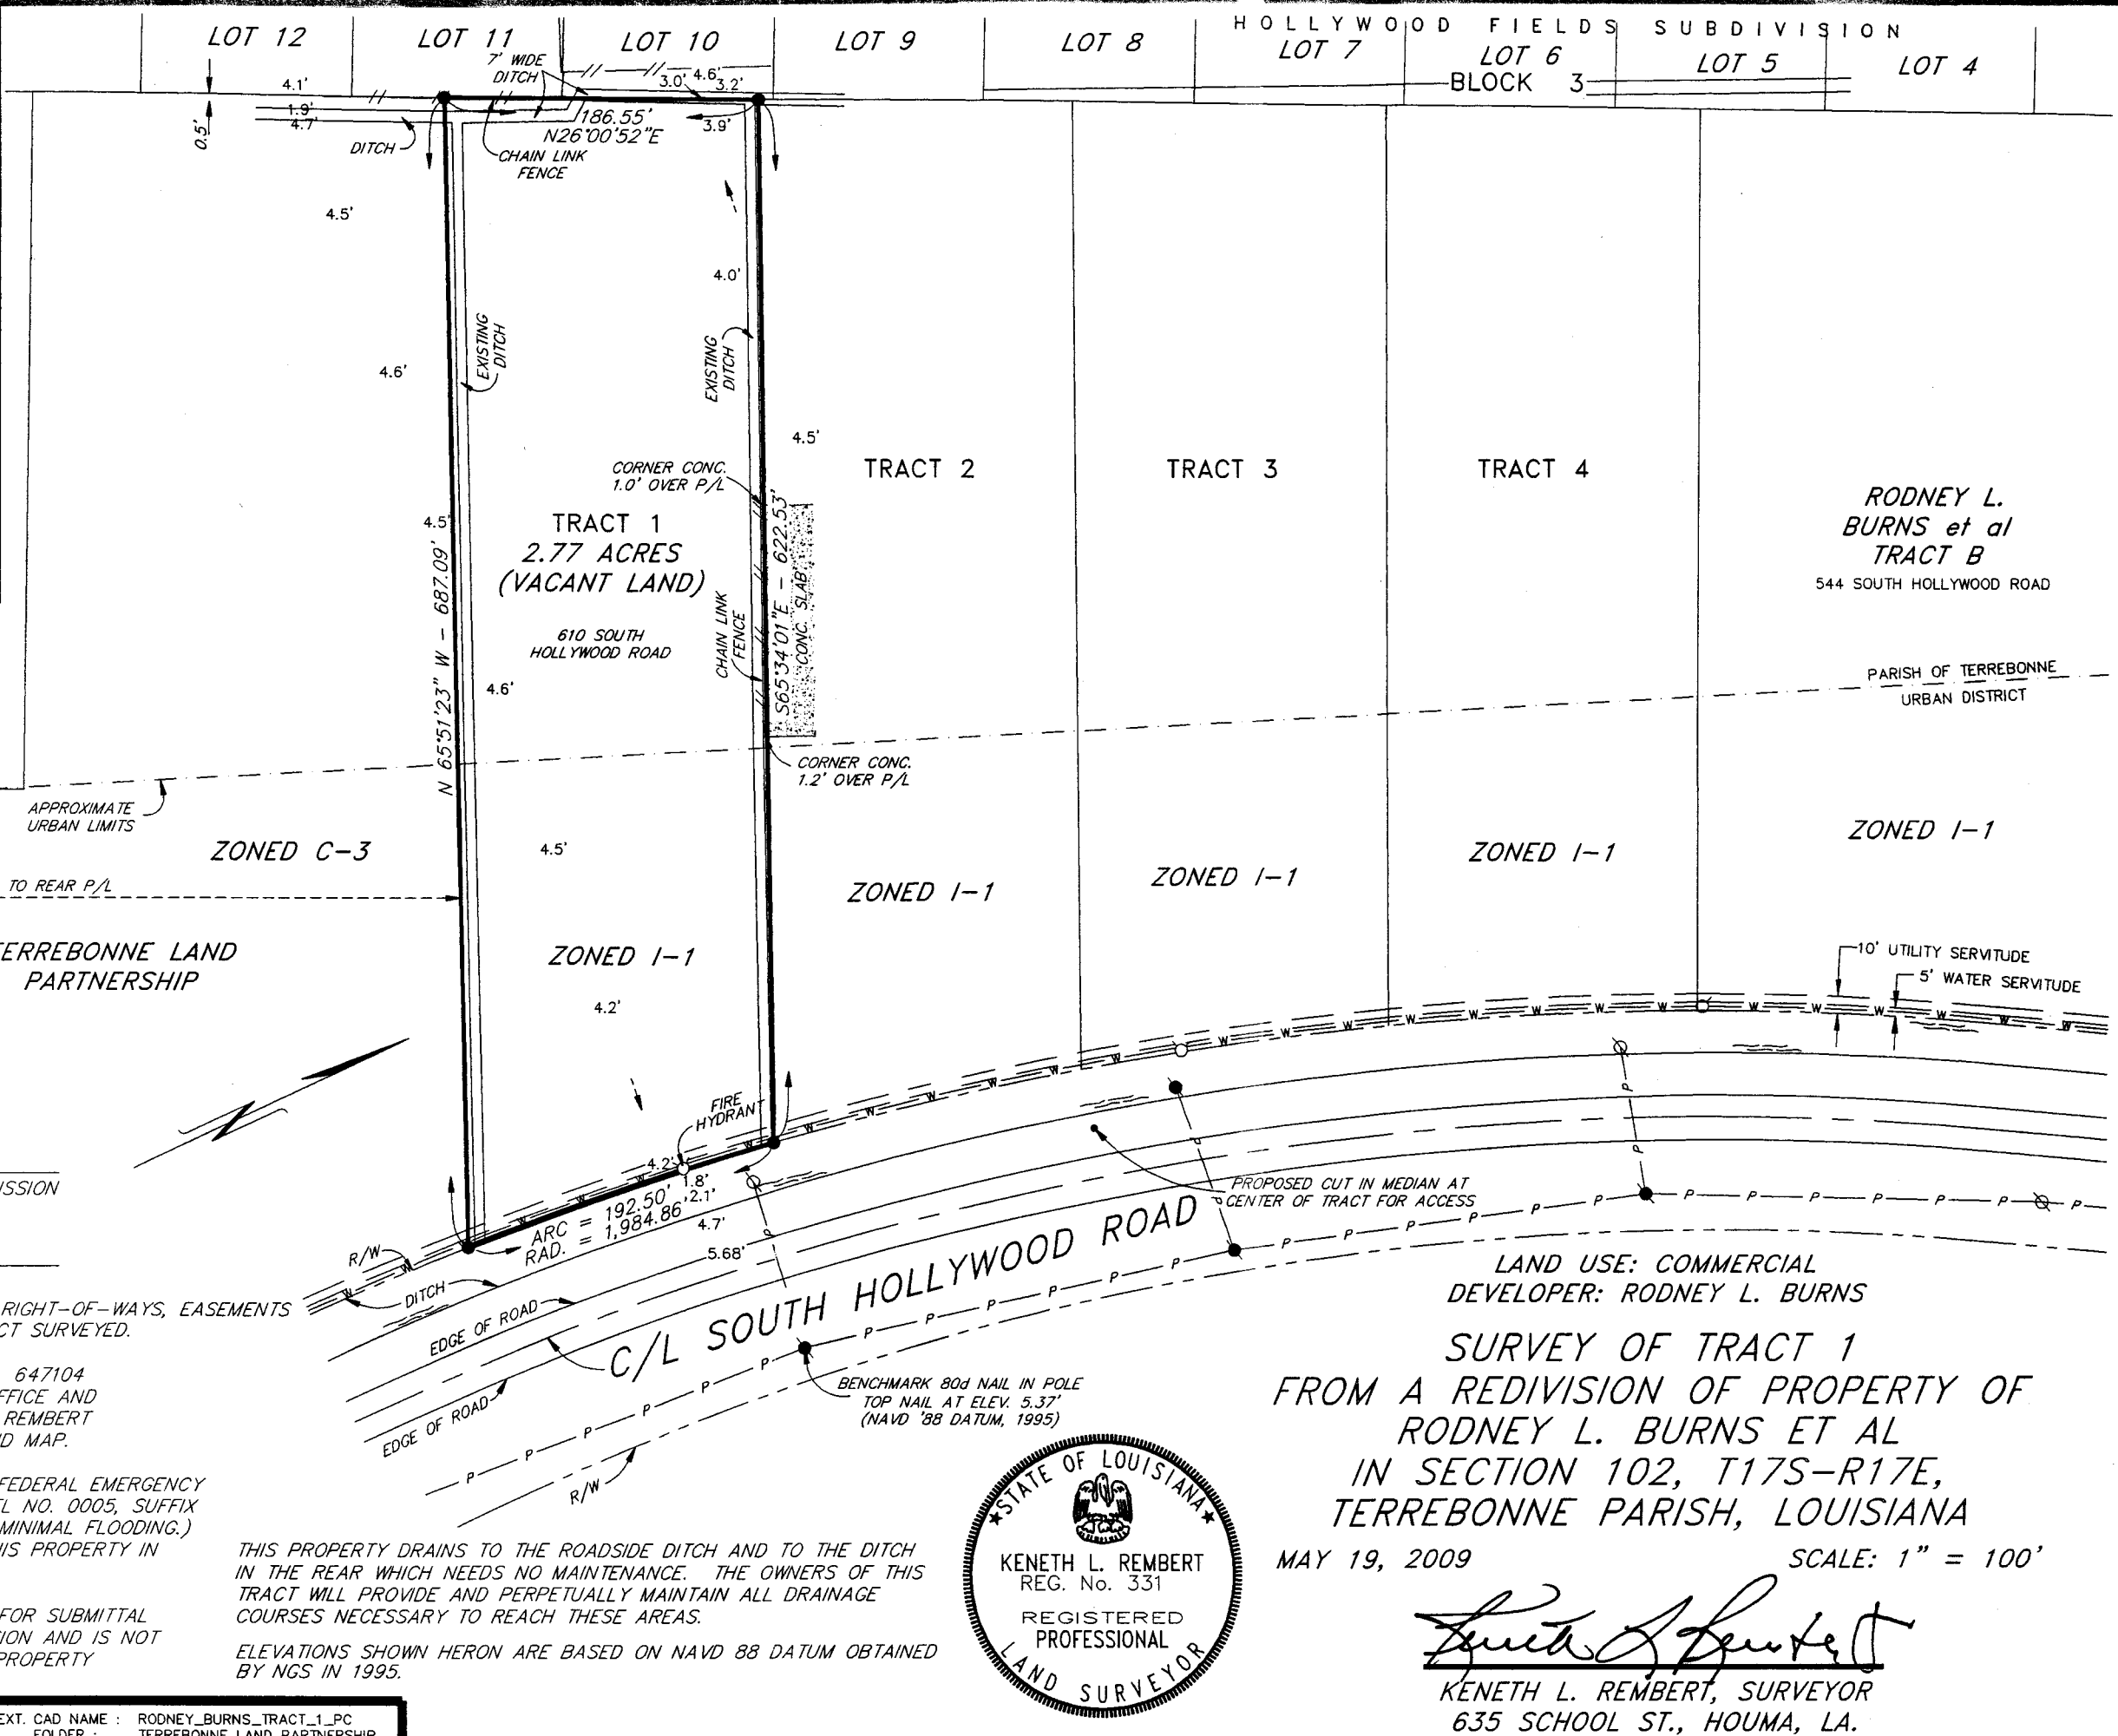 HOLLYWOOD FIELDS SUBDIVISION
LOT 12
LOT 11
LOT 10
LOT 9
LOT 8
LOT 7
LOT 6
LOT 5
LOT 4
BLOCK 3
7' WIDE
DITCH
4.1'
3.0'
4.6'
3.2'
1.9'
4.7'
0.5'
186.55'
N26°00'52"E
3.9'
DITCH
CHAIN LINK
FENCE
4.5'
4.0'
EXISTING
DITCH
EXISTING
DITCH
4.6'
4.5'
CORNER CONC.
1.0' OVER P/L
TRACT 2
TRACT 3
TRACT 4
RODNEY L.
BURNS et al
TRACT B
544 SOUTH HOLLYWOOD ROAD
4.5'
TRACT 1
2.77 ACRES
(VACANT LAND)
610 SOUTH
HOLLYWOOD ROAD
N 65°51'23" W - 687.09'
S65°34'01"E - 622.53'
CONC. SLAB
CHAIN LINK
FENCE
4.6'
PARISH OF TERREBONNE
URBAN DISTRICT
CORNER CONC.
1.2' OVER P/L
APPROXIMATE
URBAN LIMITS
ZONED C-3
4.5'
ZONED I-1
ZONED I-1
ZONED I-1
ZONED I-1
TO REAR P/L
ERREBONNE LAND
PARTNERSHIP
ZONED I-1
10' UTILITY SERVITUDE
5' WATER SERVITUDE
4.2'
FIRE
HYDRANT
4.2'
1.8'
2.1'
ARC = 192.50'
RAD. = 1,984.86'
4.7'
5.68'
R/W
DITCH
EDGE OF ROAD
EDGE OF ROAD
C/L SOUTH HOLLYWOOD ROAD
PROPOSED CUT IN MEDIAN AT
CENTER OF TRACT FOR ACCESS
BENCHMARK 80d NAIL IN POLE
TOP NAIL AT ELEV. 5.37'
(NAVD '88 DATUM, 1995)
R/W
ISSION
RIGHT-OF-WAYS, EASEMENTS
CT SURVEYED.
647104
FFICE AND
REMBERT
D MAP.
FEDERAL EMERGENCY
L NO. 0005, SUFFIX
MINIMAL FLOODING.)
IS PROPERTY IN
FOR SUBMITTAL
ION AND IS NOT
PROPERTY
THIS PROPERTY DRAINS TO THE ROADSIDE DITCH AND TO THE DITCH
IN THE REAR WHICH NEEDS NO MAINTENANCE. THE OWNERS OF THIS
TRACT WILL PROVIDE AND PERPETUALLY MAINTAIN ALL DRAINAGE
COURSES NECESSARY TO REACH THESE AREAS.
ELEVATIONS SHOWN HERON ARE BASED ON NAVD 88 DATUM OBTAINED
BY NGS IN 1995.
EXT. CAD NAME : RODNEY_BURNS_TRACT_1_PC
FOLDER : TERREBONNE LAND PARTNERSHIP
STATE OF LOUISIANA
KENETH L. REMBERT
REG. No. 331
REGISTERED
PROFESSIONAL
LAND SURVEYOR
LAND USE: COMMERCIAL
DEVELOPER: RODNEY L. BURNS
SURVEY OF TRACT 1
FROM A REDIVISION OF PROPERTY OF
RODNEY L. BURNS ET AL
IN SECTION 102, T17S-R17E,
TERREBONNE PARISH, LOUISIANA
MAY 19, 2009
SCALE: 1" = 100'
KENETH L. REMBERT, SURVEYOR
635 SCHOOL ST., HOUMA, LA.